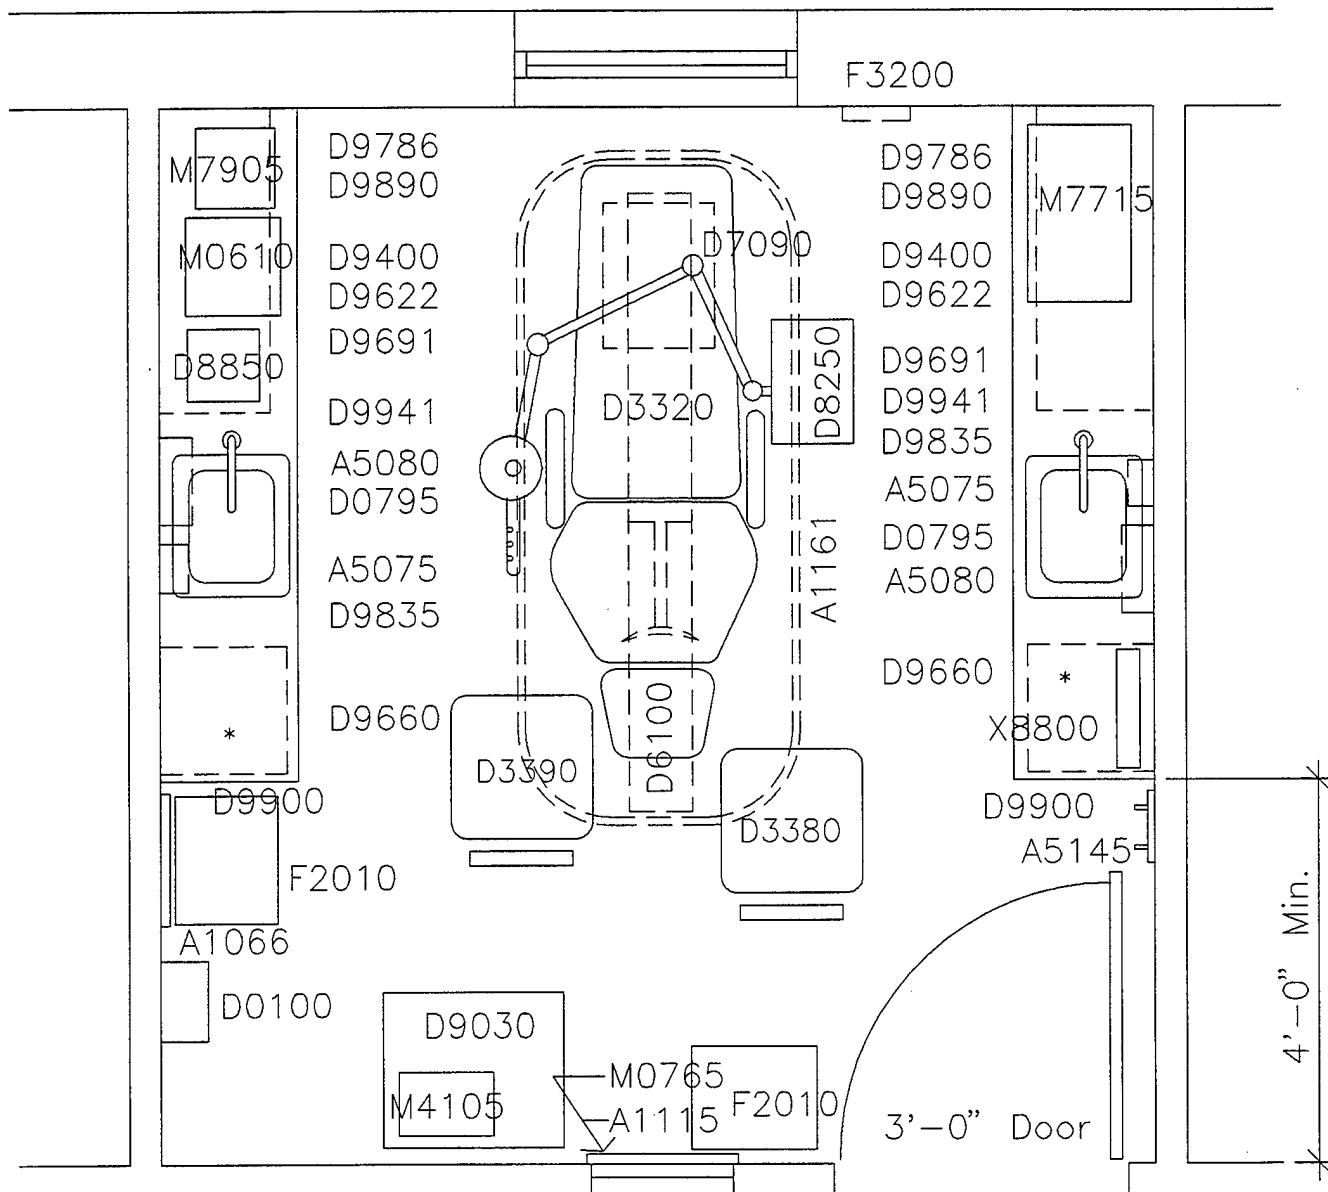 F3200
M7905
D9786
D9890
M0610
D9400
D9622
D8850
D9691
D9941
A5080
D0795
A5075
D9835
D9660
*
D7090
D3320
D8250
A1161
D6100
D9786
D9890
M7715
D9400
D9622
D9691
D9941
D9835
A5075
D0795
A5080
D9660
*
X8800
D3390
D3380
D9900
F2010
A1066
D0100
D9900
A5145
D9030
M4105
M0765
A1115
F2010
3'-0" Door
4'-0" Min.